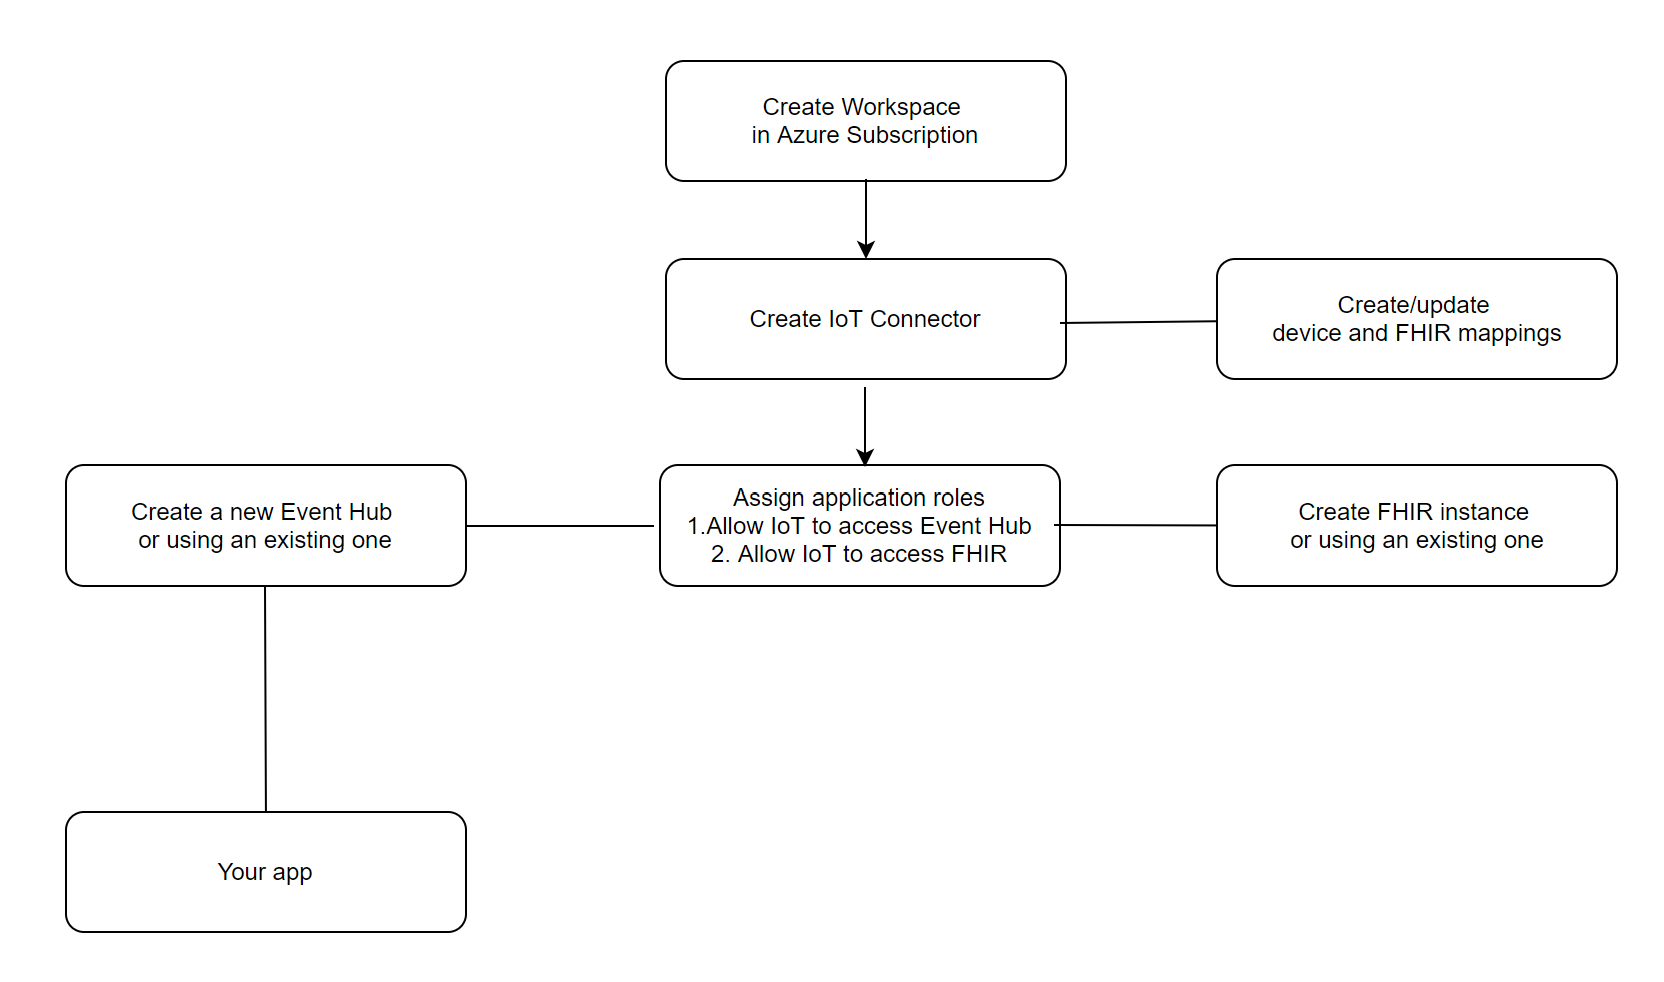 Create Workspace
in Azure Subscription
Create IoT Connector
Create/update
device and FHIR mappings
Create a new Event Hub
or using an existing one
Assign application roles
1.Allow IoT to access Event Hub
2. Allow IoT to access FHIR
Create FHIR instance
or using an existing one
Your app